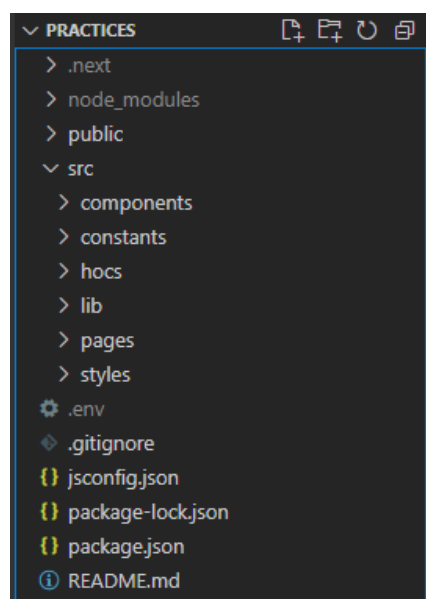 PRACTICES
.next
node_modules
public
src
components
constants
hocs
lib
pages
styles
.env
.gitignore
jsconfig.json
package-lock.json
package.json
README.md